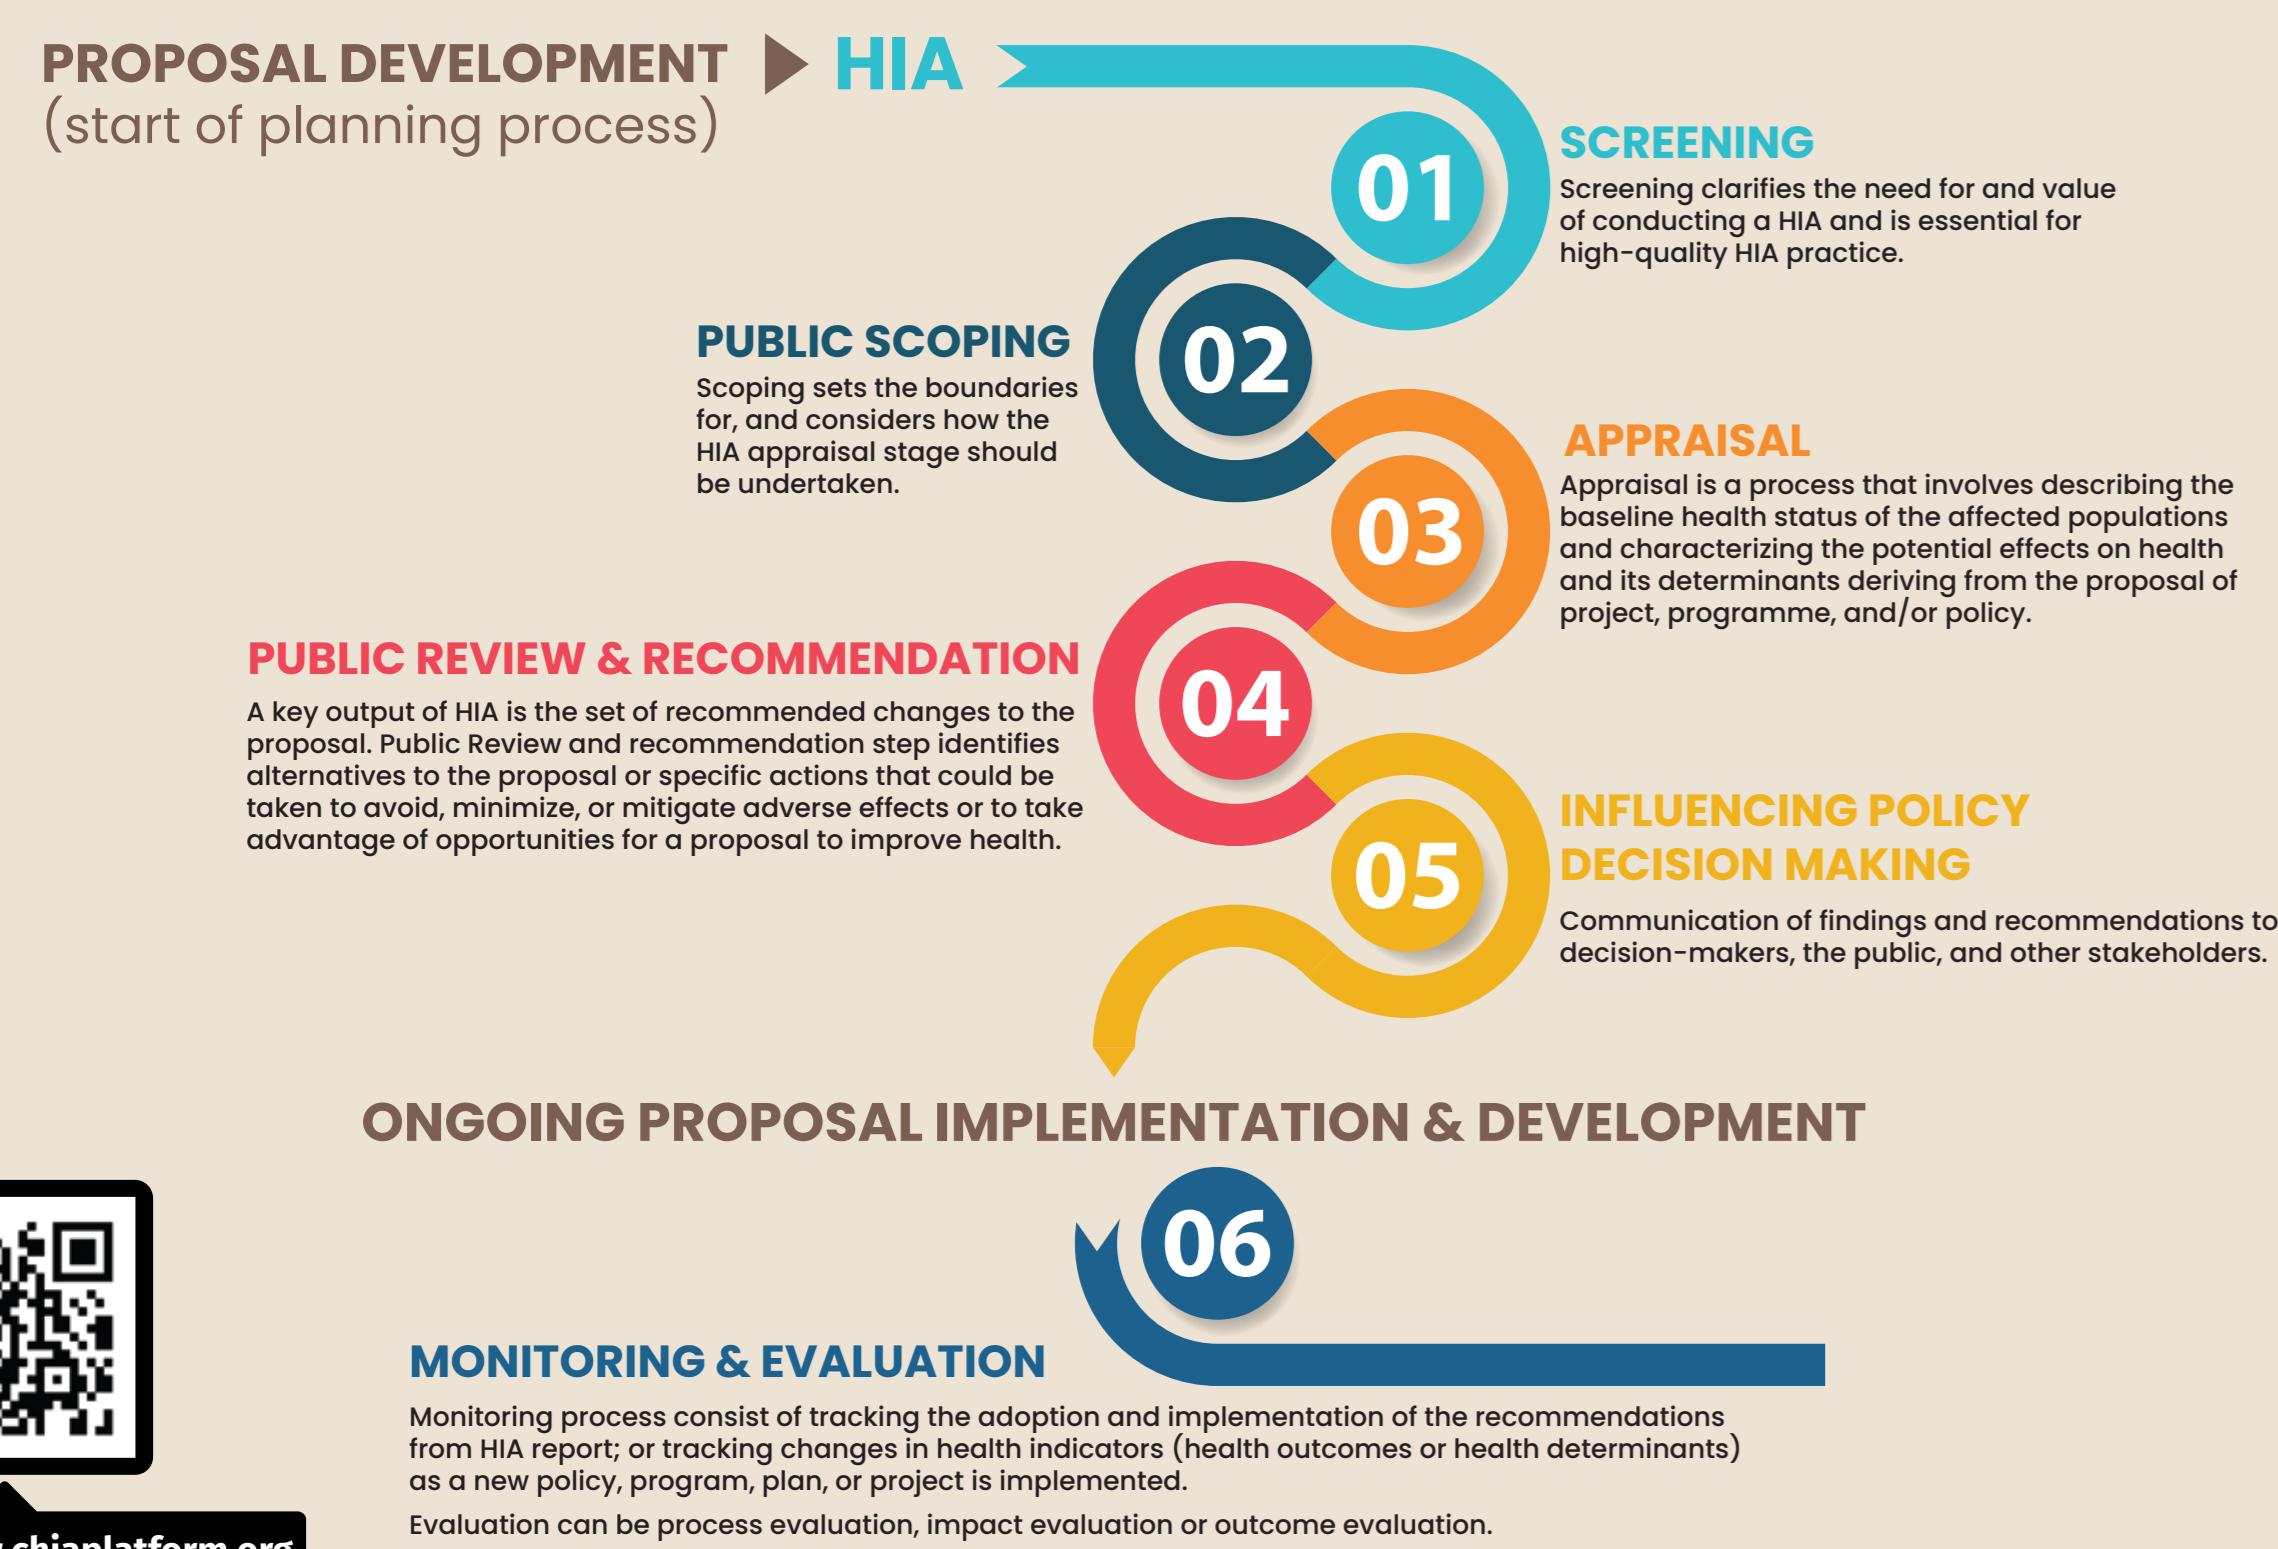 PROPOSAL DEVELOPMENT
(start of planning process)
HIA
01
SCREENING
Screening clarifies the need for and value
of conducting a HIA and is essential for
high-quality HIA practice.
02
PUBLIC SCOPING
Scoping sets the boundaries
for, and considers how the
HIA appraisal stage should
be undertaken.
03
APPRAISAL
Appraisal is a process that involves describing the
baseline health status of the affected populations
and characterizing the potential effects on health
and its determinants deriving from the proposal of
project, programme, and/or policy.
04
PUBLIC REVIEW & RECOMMENDATION
A key output of HIA is the set of recommended changes to the
proposal. Public Review and recommendation step identifies
alternatives to the proposal or specific actions that could be
taken to avoid, minimize, or mitigate adverse effects or to take
advantage of opportunities for a proposal to improve health.
05
INFLUENCING POLICY
DECISION MAKING
Communication of findings and recommendations to
decision-makers, the public, and other stakeholders.
ONGOING PROPOSAL IMPLEMENTATION & DEVELOPMENT
06
MONITORING & EVALUATION
Monitoring process consist of tracking the adoption and implementation of the recommendations
from HIA report; or tracking changes in health indicators (health outcomes or health determinants)
as a new policy, program, plan, or project is implemented.
Evaluation can be process evaluation, impact evaluation or outcome evaluation.
chiaplatform.org